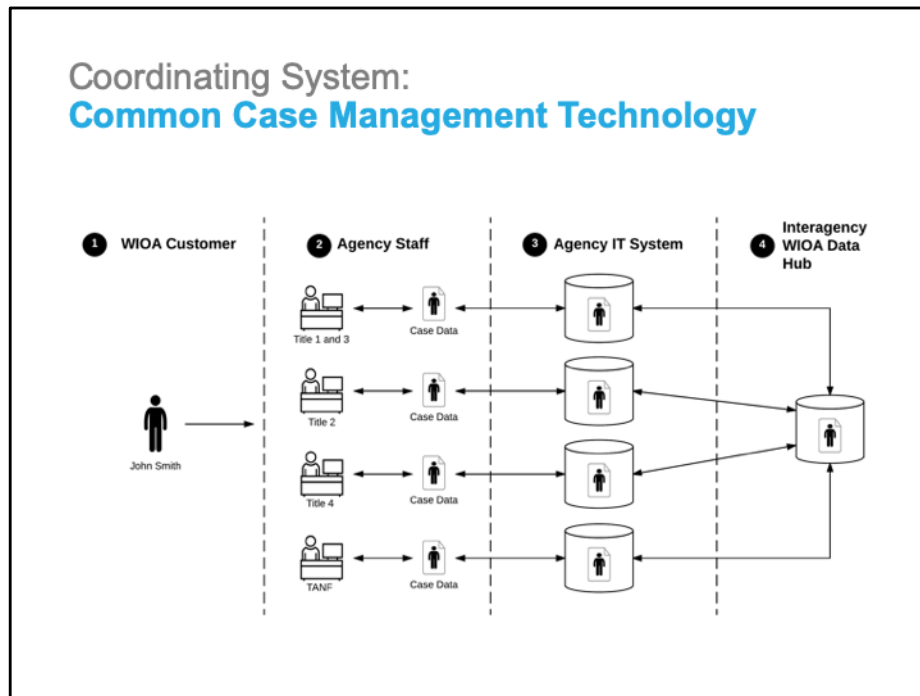 Coordinating System:
Common Case Management Technology
1 WIOA Customer
2 Agency Staff
3 Agency IT System
4 Interagency
WIOA Data
Hub
Title 1 and 3
Case Data
Title 2
Case Data
John Smith
Title 4
Case Data
TANF
Case Data